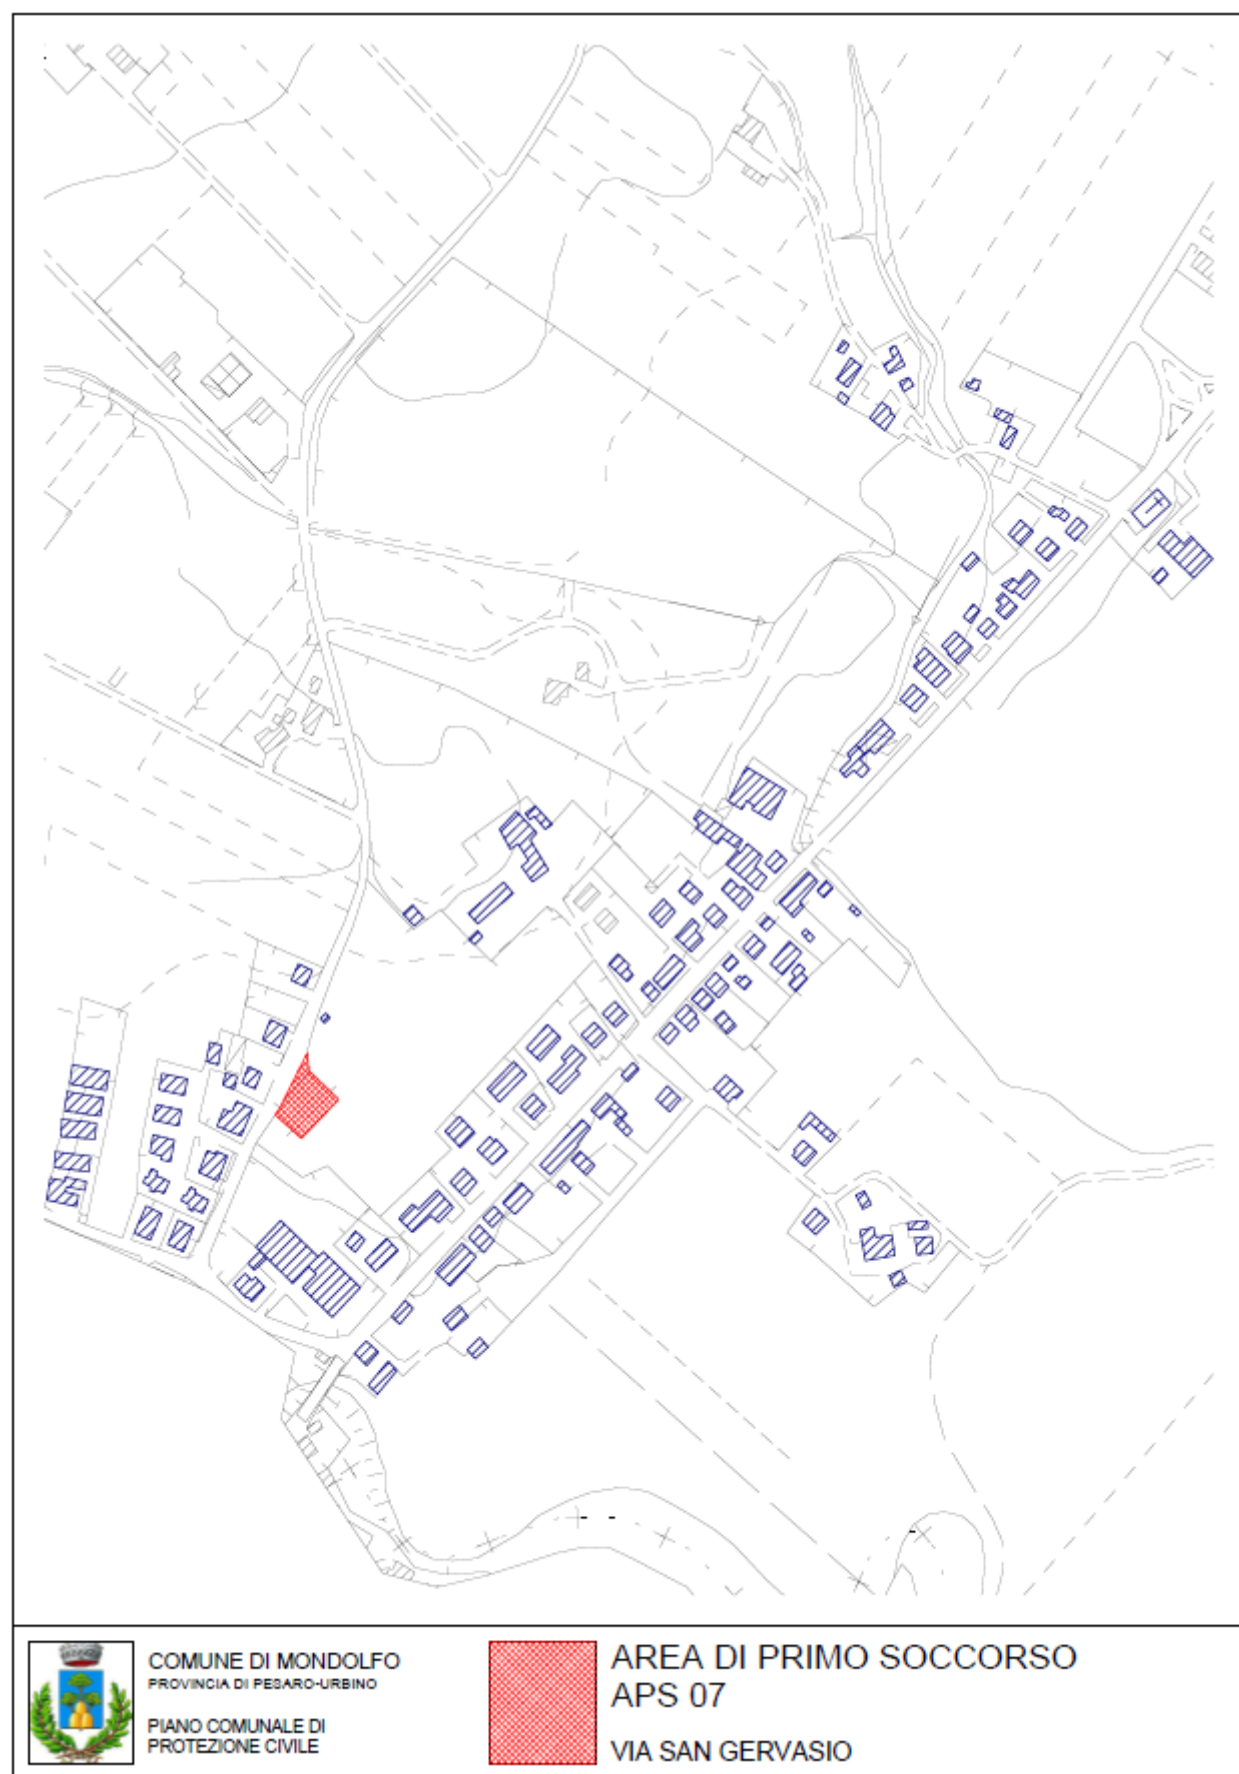 COMUNE DI MONDOLFO
PROVINCIA DI PESARO-URBINO
PIANO COMUNALE DI
PROTEZIONE CIVILE
AREA DI PRIMO SOCCORSO
APS 07
VIA SAN GERVASIO